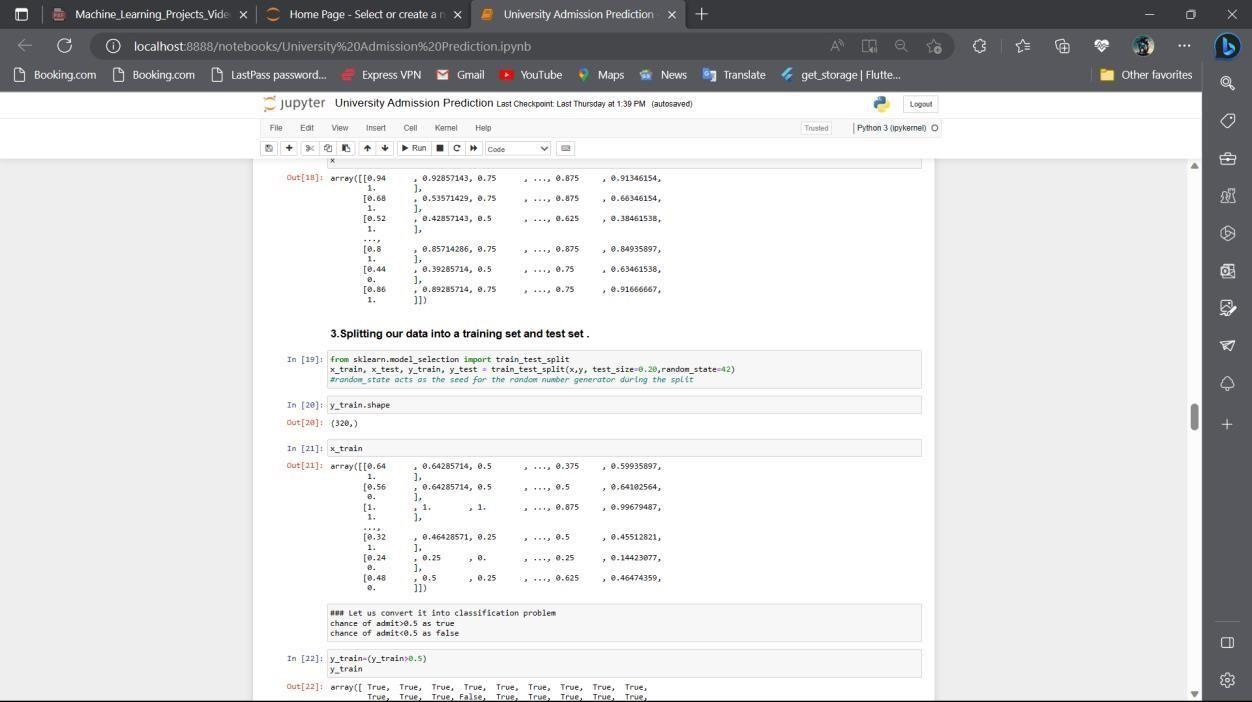 Machine_Learning_Projects_Vide
Home Page - Select or create a n
University Admission Prediction
localhost:8888/notebooks/University%20Admission%20Prediction.ipynb
Booking.com
Booking.com
LastPass password...
Express VPN
Gmail
YouTube
Maps
News
Translate
get_storage | Flutte...
Other favorites
jupyter University Admission Prediction Last Checkpoint: Last Thursday at 1:39 PM (autosaved)
Logout
File Edit View Insert Cell Kernel Help
Trusted
Python 3 (ipykernel)
Run
Code
x
Out[18]: array([[0.94 , 0.92857143, 0.75 , ..., 0.875 , 0.91346154,
1. ],
[0.68 , 0.53571429, 0.75 , ..., 0.875 , 0.66346154,
1. ],
[0.52 , 0.42857143, 0.5 , ..., 0.625 , 0.38461538,
1. ],
...,
[0.8 , 0.85714286, 0.75 , ..., 0.875 , 0.84935897,
1. ],
[0.44 , 0.39285714, 0.5 , ..., 0.75 , 0.63461538,
0. ],
[0.86 , 0.89285714, 0.75 , ..., 0.75 , 0.91666667,
1. ]])
3.Splitting our data into a training set and test set .
In [19]: from sklearn.model_selection import train_test_split
x_train, x_test, y_train, y_test = train_test_split(x,y, test_size=0.20,random_state=42)
#random_state acts as the seed for the random number generator during the split
In [20]: y_train.shape
Out[20]: (320,)
In [21]: x_train
Out[21]: array([[0.64 , 0.64285714, 0.5 , ..., 0.375 , 0.59935897,
1. ],
[0.56 , 0.64285714, 0.5 , ..., 0.5 , 0.64102564,
0. ],
[1. , 1. , 1. , ..., 0.875 , 0.99679487,
1. ],
...,
[0.32 , 0.46428571, 0.25 , ..., 0.5 , 0.45512821,
1. ],
[0.24 , 0.25 , 0. , ..., 0.25 , 0.14423077,
0. ],
[0.48 , 0.5 , 0.25 , ..., 0.625 , 0.46474359,
0. ]])
### Let us convert it into classification problem
chance of admit>0.5 as true
chance of admit<0.5 as false
In [22]: y_train=(y_train>0.5)
y_train
Out[22]: array([ True, True, True, True, True, True, True, True, True,
True, True, True, False, True, True, True, True, True,